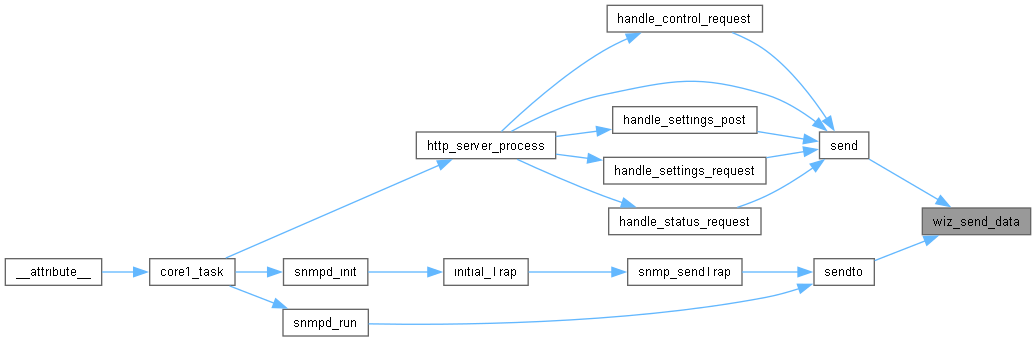 handle_control_request
handle_settings_post
http_server_process
send
handle_settings_request
handle_status_request
wiz_send_data
__attribute__
core1_task
snmpd_init
initial_Trap
snmp_sendTrap
sendto
snmpd_run